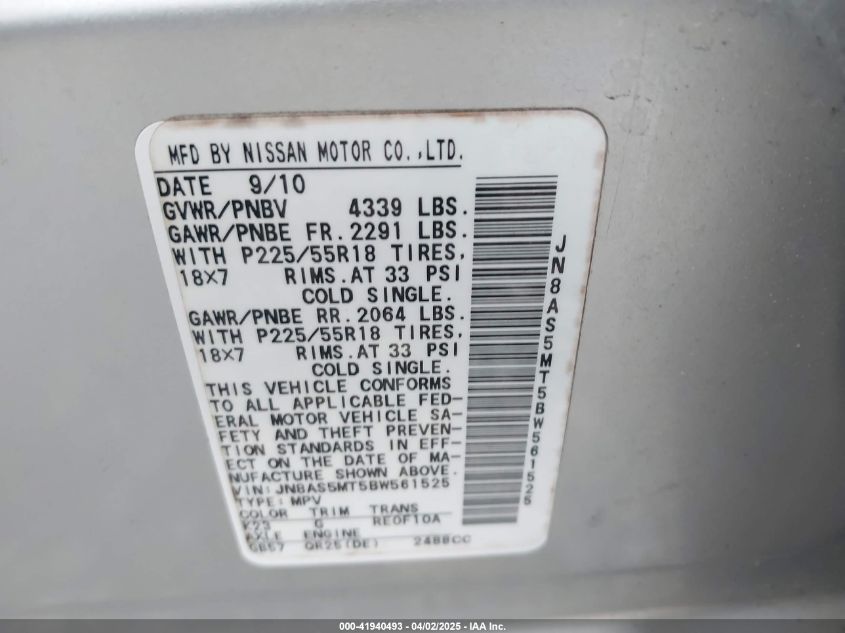 MFD BY NISSAN MOTOR CO.,LTD.
DATE 9/10
GVWR/PNBV 4339 LBS.
GAWR/PNBE FR.2291 LBS.
WITH P225/55R18 TIRES,
18X7 RIMS.AT 33 PSI
COLD SINGLE.
GAWR/PNBE RR.2064 LBS.
WITH P225/55R18 TIRES,
18X7 RIMS.AT 33 PSI
COLD SINGLE.
THIS VEHICLE CONFORMS
TO ALL APPLICABLE FED-
ERAL MOTOR VEHICLE SA-
FETY AND THEFT PREVEN-
TION STANDARDS IN EFF-
ECT ON THE DATE OF MA-
NUFACTURE SHOWN ABOVE.
VIN:JN8AS5MT5BW561525
TYPE:MPV
COLOR TRIM TRANS
K23 G RE0F10A
AXLE ENGINE
GB57 QR25(DE) 2488CC
JN8AS5MT5BW561525
000-41940493 - 04/02/2025 - IAA Inc.